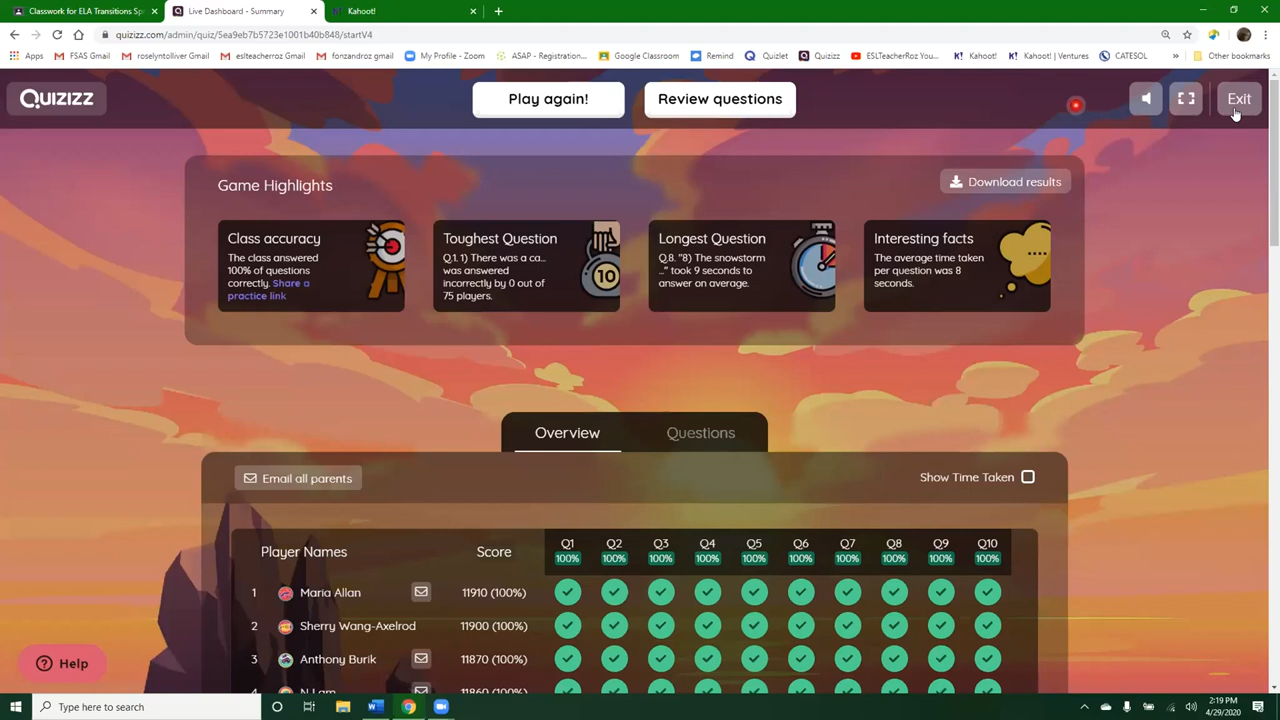 Classwork for ELA Transitions Sp
Live Dashboard - Summary
Kahoot!
quizizz.com/admin/quiz/5ea9eb7b5723e1001b40b848/startV4
Apps
FSAS Gmail
roselyntolliver Gmail
eslteacherroz Gmail
fonzandroz gmail
My Profile - Zoom
ASAP - Registration...
Google Classroom
Remind
Quizlet
Quizizz
ESLTeacherRoz You...
Kahoot!
Kahoot! | Ventures
CATESOL
»
Other bookmarks
Quizizz
Play again!
Review questions
Exit
Game Highlights
Download results
Class accuracy
The class answered
100% of questions
correctly. Share a
practice link
Toughest Question
Q.1. 1) There was a ca...
was answered
incorrectly by 0 out of
75 players.
10
Longest Question
Q.8. "8) The snowstorm
..." took 9 seconds to
answer on average.
Interesting facts
The average time taken
per question was 8
seconds.
Overview
Questions
Email all parents
Show Time Taken
Player Names
Score
Q1 Q2 Q3 Q4 Q5 Q6 Q7 Q8 Q9 Q10
100% 100% 100% 100% 100% 100% 100% 100% 100% 100%
1 Maria Allan 11910 (100%)
2 Sherry Wang-Axelrod 11900 (100%)
3 Anthony Burik 11870 (100%)
4 N Lam 11860 (100%)
Help
Type here to search
2:19 PM
4/29/2020